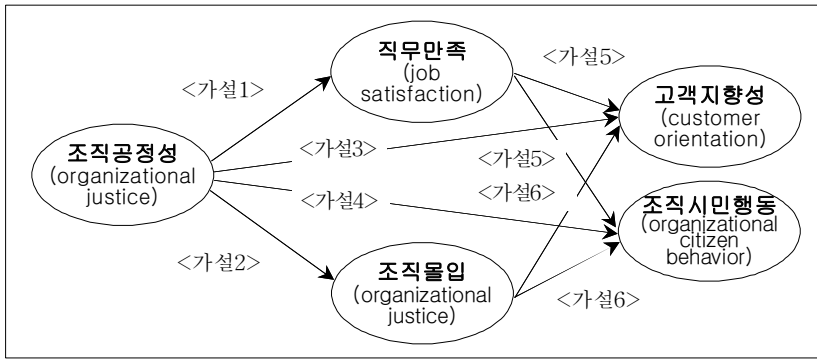 직무만족
(job
satisfaction)
<가설5>
<가설1>
고객지향성
(customer
orientation)
조직공정성
(organizational
justice)
<가설3>
<가설5>
<가설6>
<가설4>
조직시민행동
(organizational
citizen
behavior)
<가설2>
조직몰입
(organizational
justice)
<가설6>